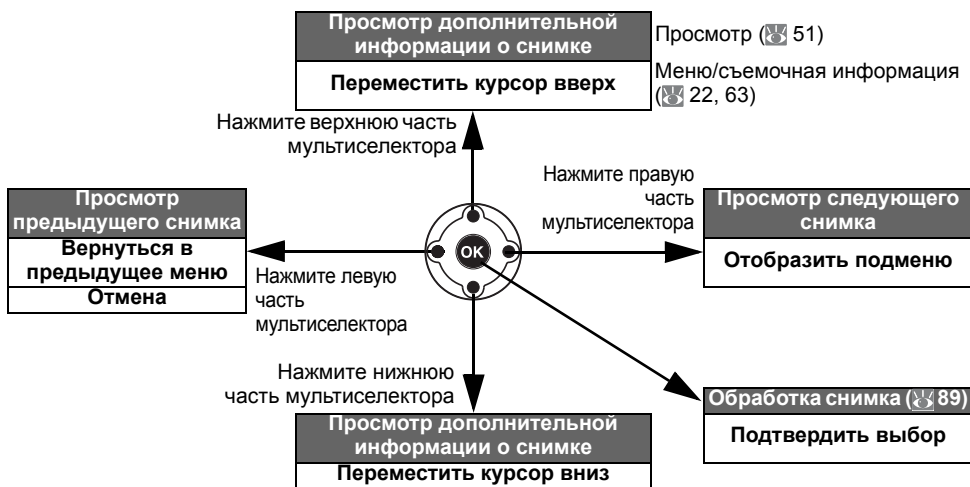 Просмотр дополнительной
информации о снимке
Переместить курсор вверх
Просмотр (51)
Меню/съемочная информация
(22, 63)
Нажмите верхнюю часть
мультиселектора
Нажмите правую
часть
мультиселектора
Просмотр
предыдущего снимка
Вернуться в
предыдущее меню
Отмена
OK
Просмотр следующего
снимка
Отобразить подменю
Нажмите левую
часть
мультиселектора
Нажмите нижнюю
часть мультиселектора
Просмотр дополнительной
информации о снимке
Переместить курсор вниз
Обработка снимка (89)
Подтвердить выбор